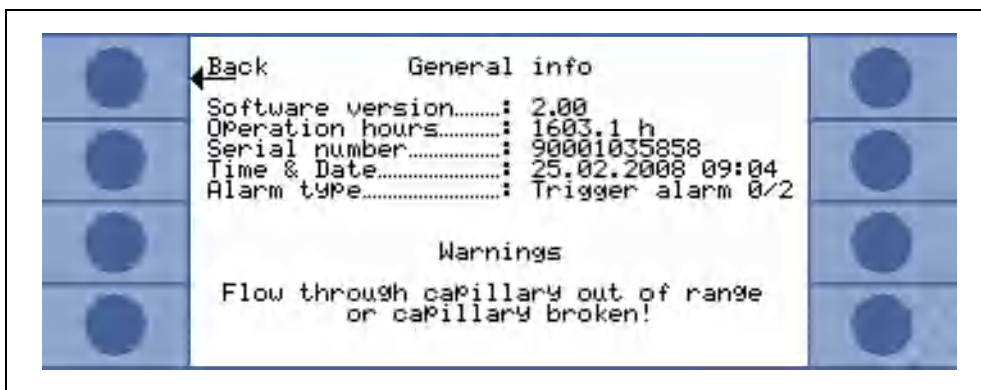 Back General info
Software version........: 2.00
Operation hours.........: 1603.1 h
Serial number...........: 90001035858
Time & Date.............: 25.02.2008 09:04
Alarm type..............: Trigger alarm 0/2
Warnings
Flow through capillary out of range
or capillary broken!